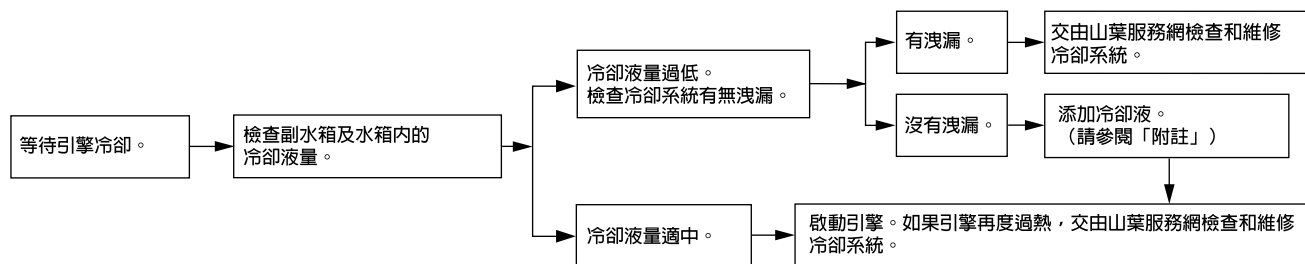 等待引擎冷卻。
檢查副水箱及水箱內的
冷卻液量。
冷卻液量過低。
檢查冷卻系統有無洩漏。
有洩漏。
交由山葉服務網檢查和維修
冷卻系統。
沒有洩漏。
添加冷卻液。
（請參閱「附註」）
冷卻液量適中。
啟動引擎。如果引擎再度過熱，交由山葉服務網檢查和維修
冷卻系統。